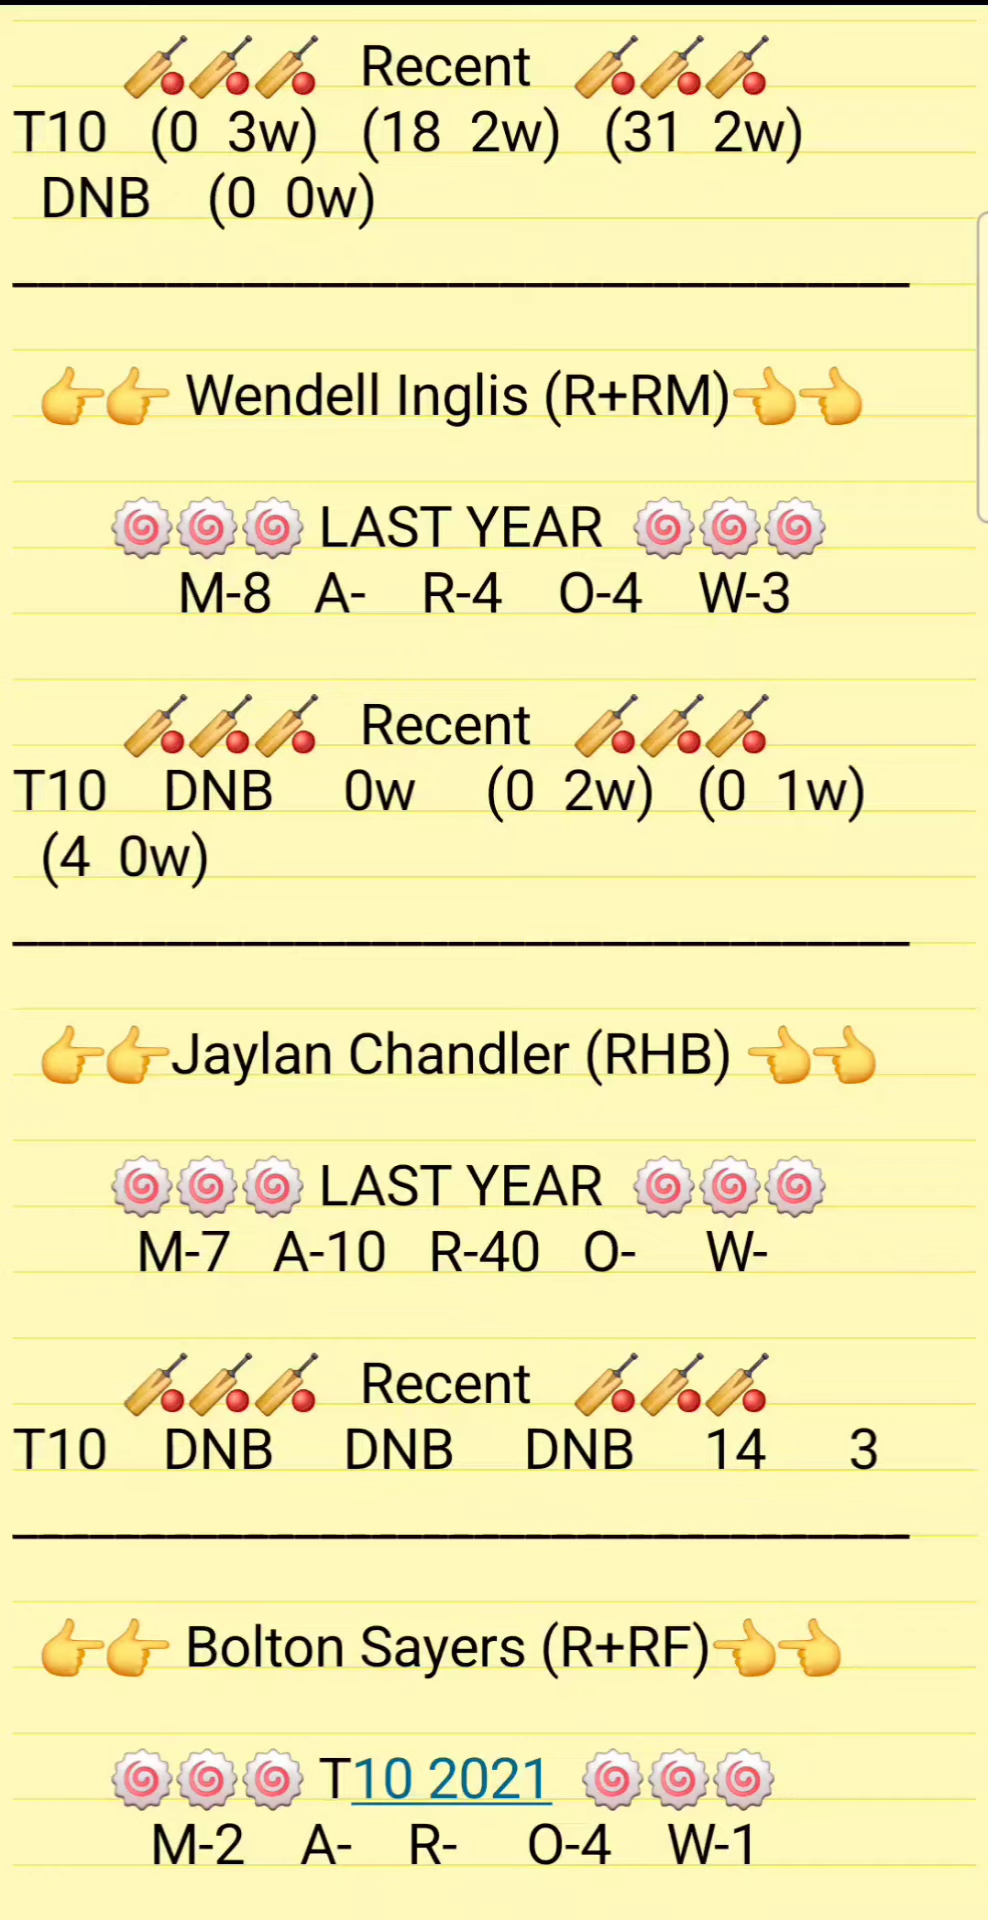 🏏🏏🏏 Recent 🏏🏏🏏
T10 (0 3w) (18 2w) (31 2w)
DNB (0 0w)
👉👉 Wendell Inglis (R+RM)👈👈
🍥🍥🍥 LAST YEAR 🍥🍥🍥
M-8 A- R-4 O-4 W-3
🏏🏏🏏 Recent 🏏🏏🏏
T10 DNB 0w (0 2w) (0 1w)
(4 0w)
👉👉Jaylan Chandler (RHB) 👈👈
🍥🍥🍥 LAST YEAR 🍥🍥🍥
M-7 A-10 R-40 O- W-
🏏🏏🏏 Recent 🏏🏏🏏
T10 DNB DNB DNB 14 3
👉👉 Bolton Sayers (R+RF)👈👈
🍥🍥🍥 T10 2021 🍥🍥🍥
M-2 A- R- O-4 W-1